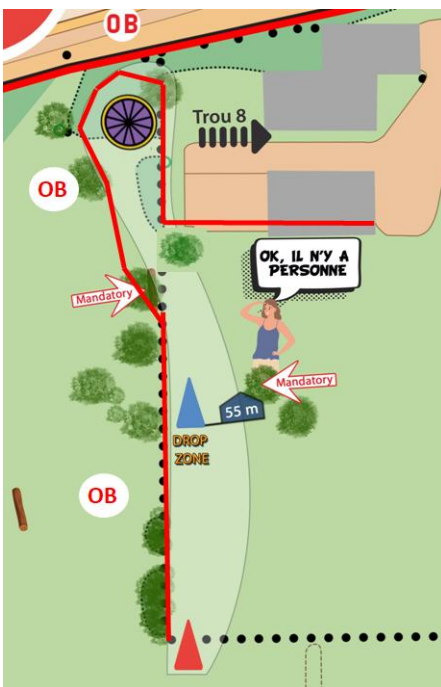 OB
Trou 8
OB
OK, IL N'Y A
PERSONNE
Mandatory
Mandatory
55 m
DROP
ZONE
OB